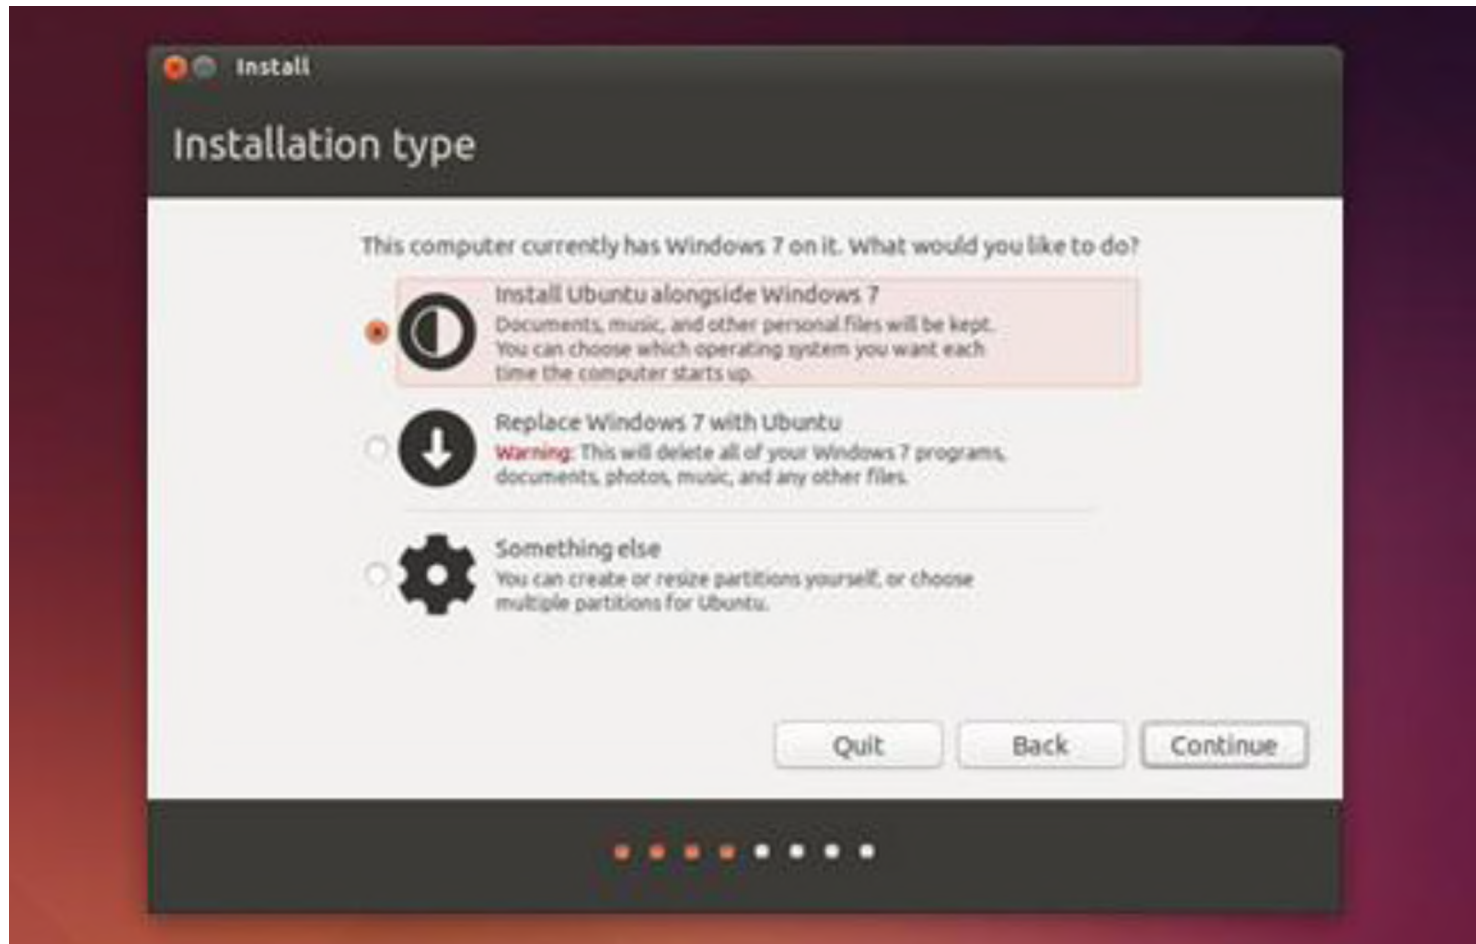 Install
Installation type
This computer currently has Windows 7 on it. What would you like to do?
Install Ubuntu alongside Windows 7
Documents, music, and other personal files will be kept.
You can choose which operating system you want each
time the computer starts up.
Replace Windows 7 with Ubuntu
Warning: This will delete all of your Windows 7 programs,
documents, photos, music, and any other files.
Something else
You can create or resize partitions yourself, or choose
multiple partitions for Ubuntu.
Quit
Back
Continue